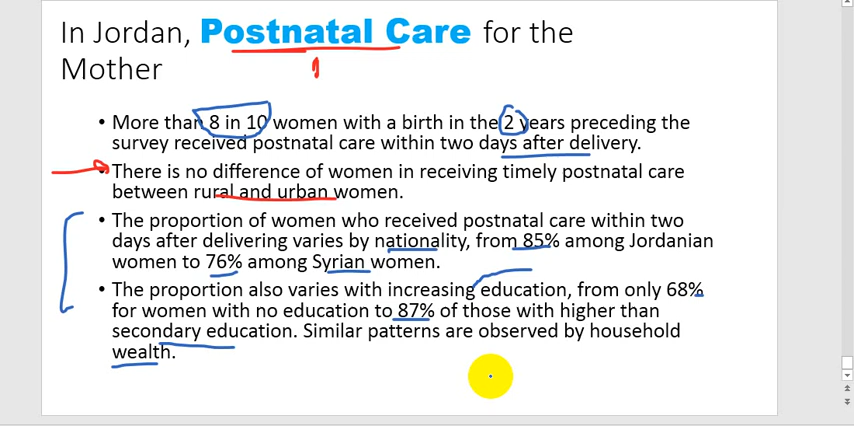 In Jordan, Postnatal Care for the
Mother
• More than 8 in 10 women with a birth in the 2 years preceding the
survey received postnatal care within two days after delivery.
• There is no difference of women in receiving timely postnatal care
between rural and urban women.
• The proportion of women who received postnatal care within two
days after delivering varies by nationality, from 85% among Jordanian
women to 76% among Syrian women.
• The proportion also varies with increasing education, from only 68%
for women with no education to 87% of those with higher than
secondary education. Similar patterns are observed by household
wealth.